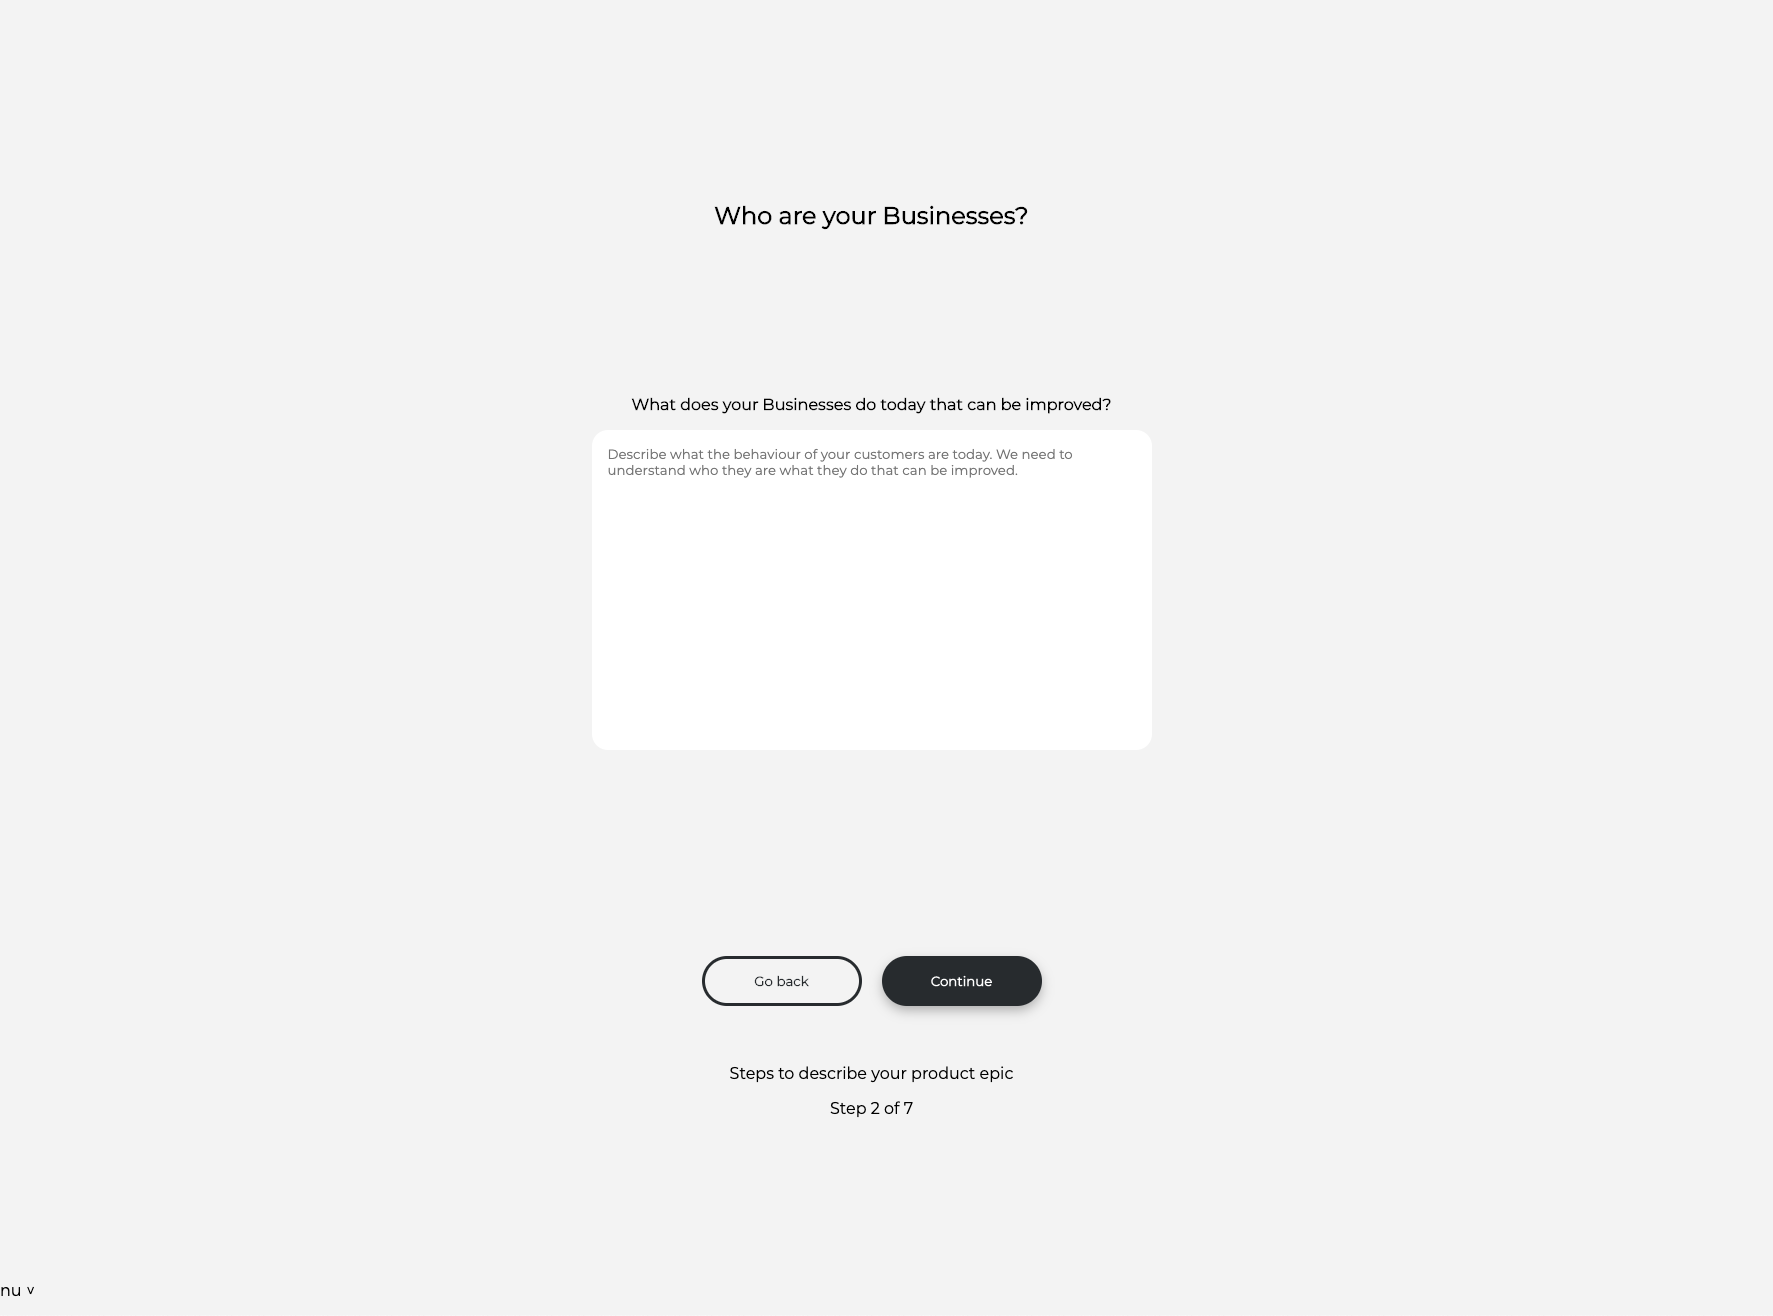 Who are your Businesses?
What does your Businesses do today that can be improved?
Describe what the behaviour of your customers are today. We need to
understand who they are what they do that can be improved.
Go back
Continue
Steps to describe your product epic
Step 2 of 7
nu v